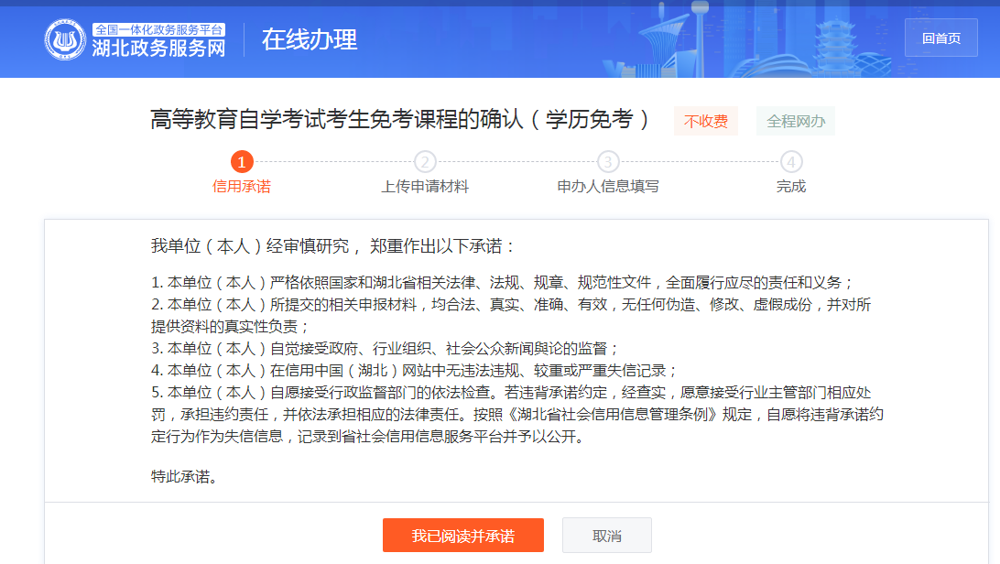 全国一体化政务服务平台
湖北政务服务网
在线办理
回首页
高等教育自学考试考生免考课程的确认（学历免考） 不收费 全程网办
1 2 3 4
信用承诺 上传申请材料 申办人信息填写 完成
我单位（本人）经审慎研究， 郑重作出以下承诺：
1. 本单位（本人）严格依照国家和湖北省相关法律、法规、规章、规范性文件，全面履行应尽的责任和义务；
2. 本单位（本人）所提交的相关申报材料，均合法、真实、准确、有效，无任何伪造、修改、虚假成份，并对所
提供资料的真实性负责；
3. 本单位（本人）自觉接受政府、行业组织、社会公众新闻舆论的监督；
4. 本单位（本人）在信用中国（湖北）网站中无违法违规、较重或严重失信记录；
5. 本单位（本人）自愿接受行政监督部门的依法检查。若违背承诺约定，经查实，愿意接受行业主管部门相应处
罚，承担违约责任，并依法承担相应的法律责任。按照《湖北省社会信用信息管理条例》规定，自愿将违背承诺约
定行为作为失信信息，记录到省社会信用信息服务平台并予以公开。
特此承诺。
我已阅读并承诺 取消